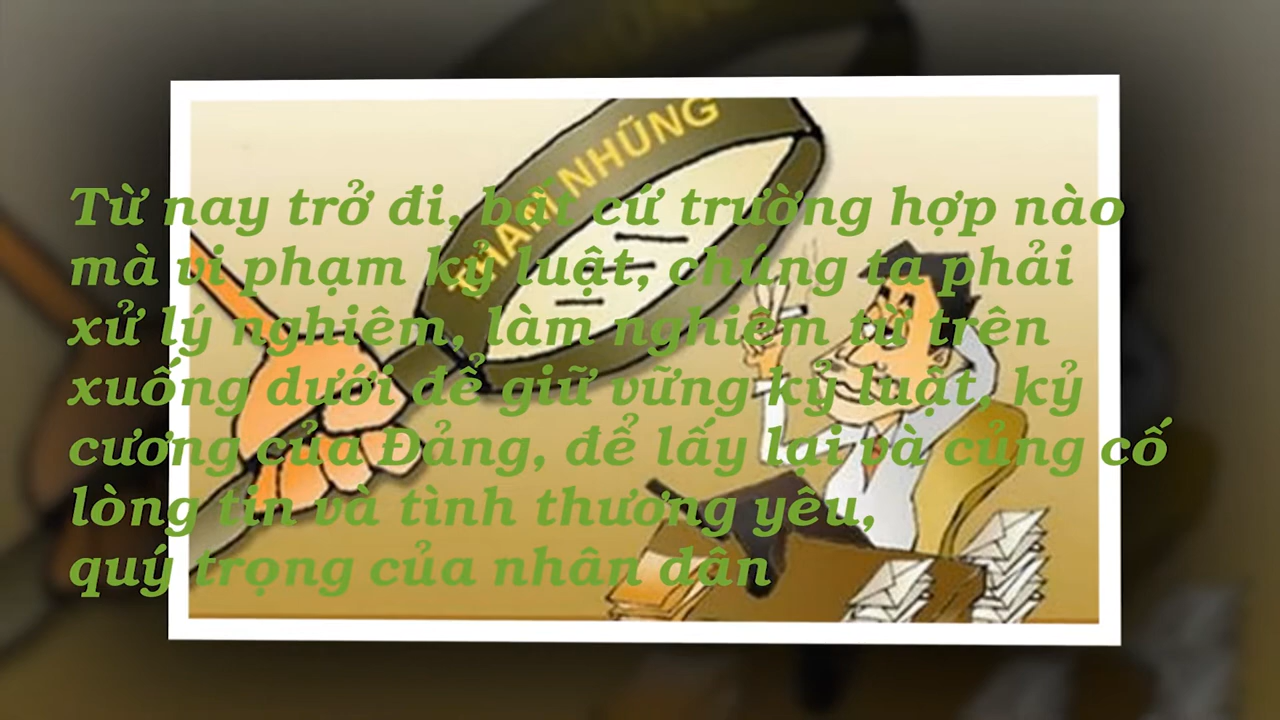 THAM NHŨNG
Từ nay trở đi, bất cứ trường hợp nào
mà vi phạm kỷ luật, chúng ta phải
xử lý nghiêm, làm nghiêm từ trên
xuống dưới để giữ vững kỷ luật, kỷ
cương của Đảng, để lấy lại và củng cố
lòng tin và tình thương yêu,
quý trọng của nhân dân